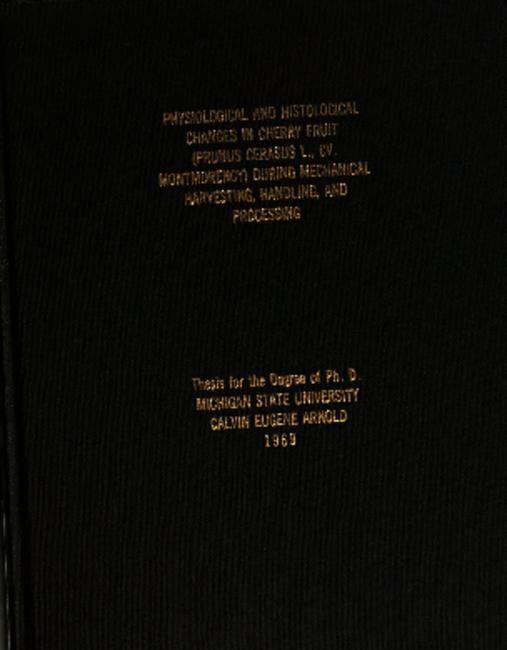 PHYSIOLOGICAL AND HISTOLOGICAL
CHANGES IN CHERRY FRUIT
(PRUNUS CERASUS L., CV.
MONTMORENCY) DURING MECHANICAL
HARVESTING, HANDLING, AND
PROCESSING
Thesis for the Degree of Ph. D.
MICHIGAN STATE UNIVERSITY
CALVIN EUGENE ARNOLD
1969